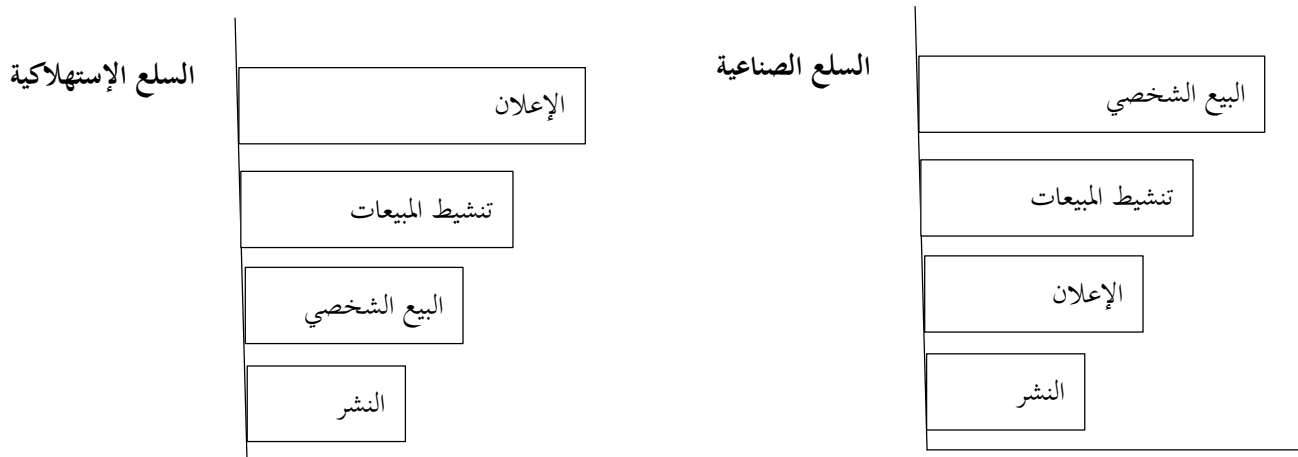 السلع الصناعية
البيع الشخصي
تنشيط المبيعات
الإعلان
النشر
السلع الإستهلاكية
الإعلان
تنشيط المبيعات
البيع الشخصي
النشر